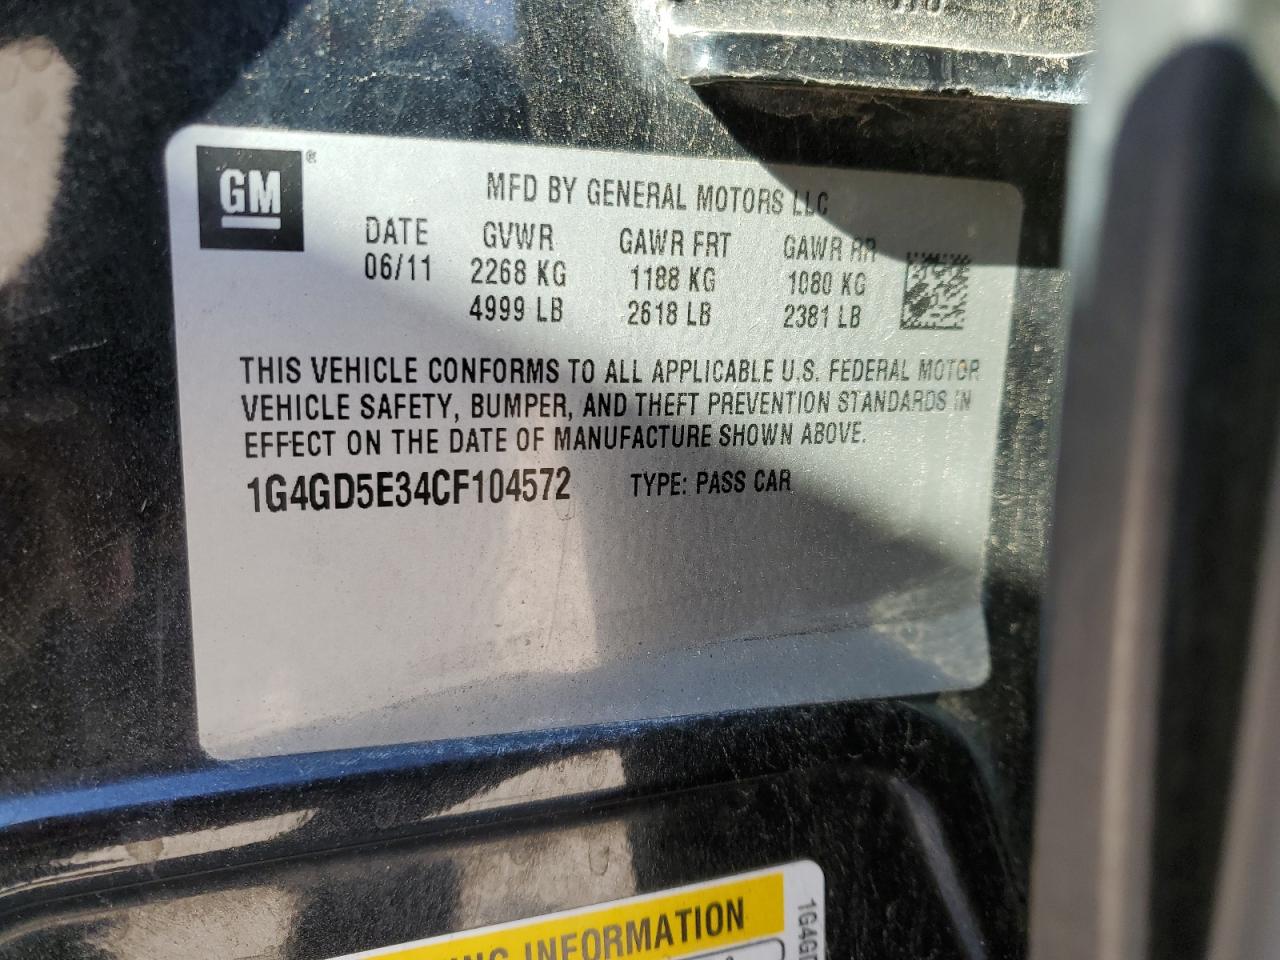 GM®
MFD BY GENERAL MOTORS LLC
DATE GVWR GAWR FRT GAWR RR
06/11 2268 KG 1188 KG 1080 KG
4999 LB 2618 LB 2381 LB
THIS VEHICLE CONFORMS TO ALL APPLICABLE U.S. FEDERAL MOTOR
VEHICLE SAFETY, BUMPER, AND THEFT PREVENTION STANDARDS IN
EFFECT ON THE DATE OF MANUFACTURE SHOWN ABOVE.
1G4GD5E34CF104572 TYPE: PASS CAR
INFORMATION